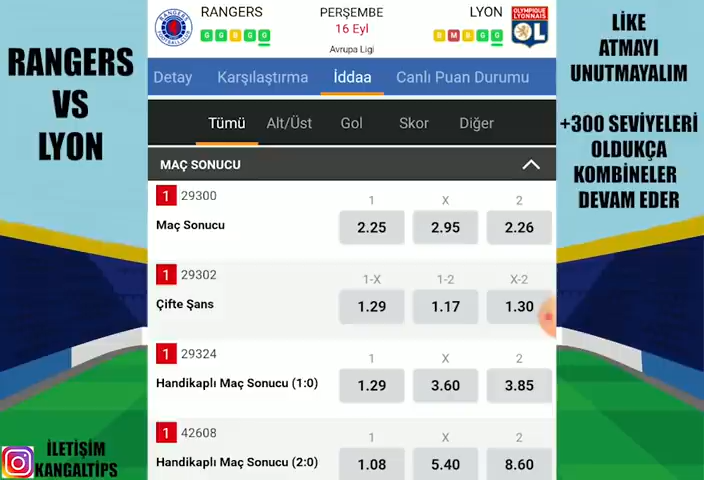 RANGERS
VS
LYON
RANGERS
G G B G G
PERŞEMBE
16 Eyl
Avrupa Ligi
LYON
B M B G G
OLYMPIQUE
LYONNAIS
Detay Karşılaştırma İddaa Canlı Puan Durumu
Tümü Alt/Üst Gol Skor Diğer
MAÇ SONUCU
1 29300 1 X 2
Maç Sonucu 2.25 2.95 2.26
1 29302 1-X 1-2 X-2
Çifte Şans 1.29 1.17 1.30
1 29324 1 X 2
Handikaplı Maç Sonucu (1:0) 1.29 3.60 3.85
1 42608 1 X 2
Handikaplı Maç Sonucu (2:0) 1.08 5.40 8.60
LİKE
ATMAYI
UNUTMAYALIM
+300 SEVİYELERİ
OLDUKÇA
KOMBİNELER
DEVAM EDER
İLETİŞİM
KANGALTİPS